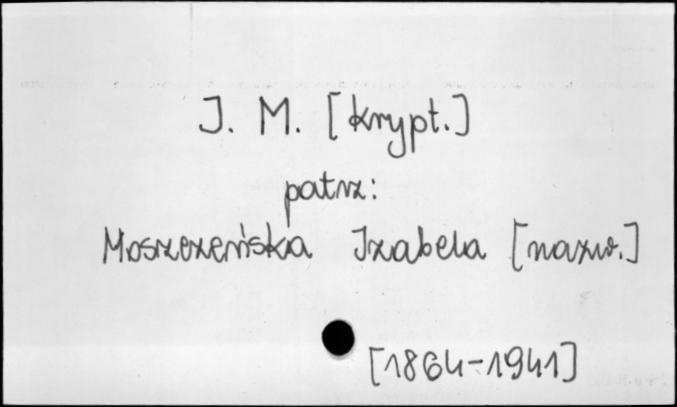 J. M. [krypt.]
patrz:
Moszczeńska Izabela [nazw.]
[1864-1941]